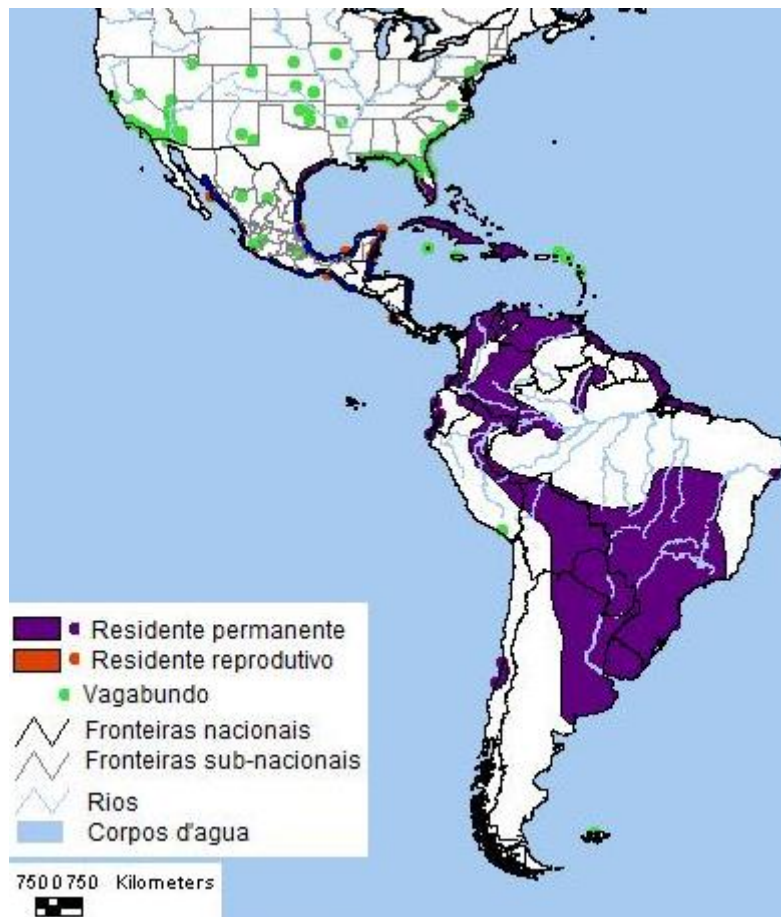 Residente permanente
Residente reprodutivo
Vagabundo
Fronteiras nacionais
Fronteiras sub-nacionais
Rios
Corpos d'agua
750 0 750 Kilometers